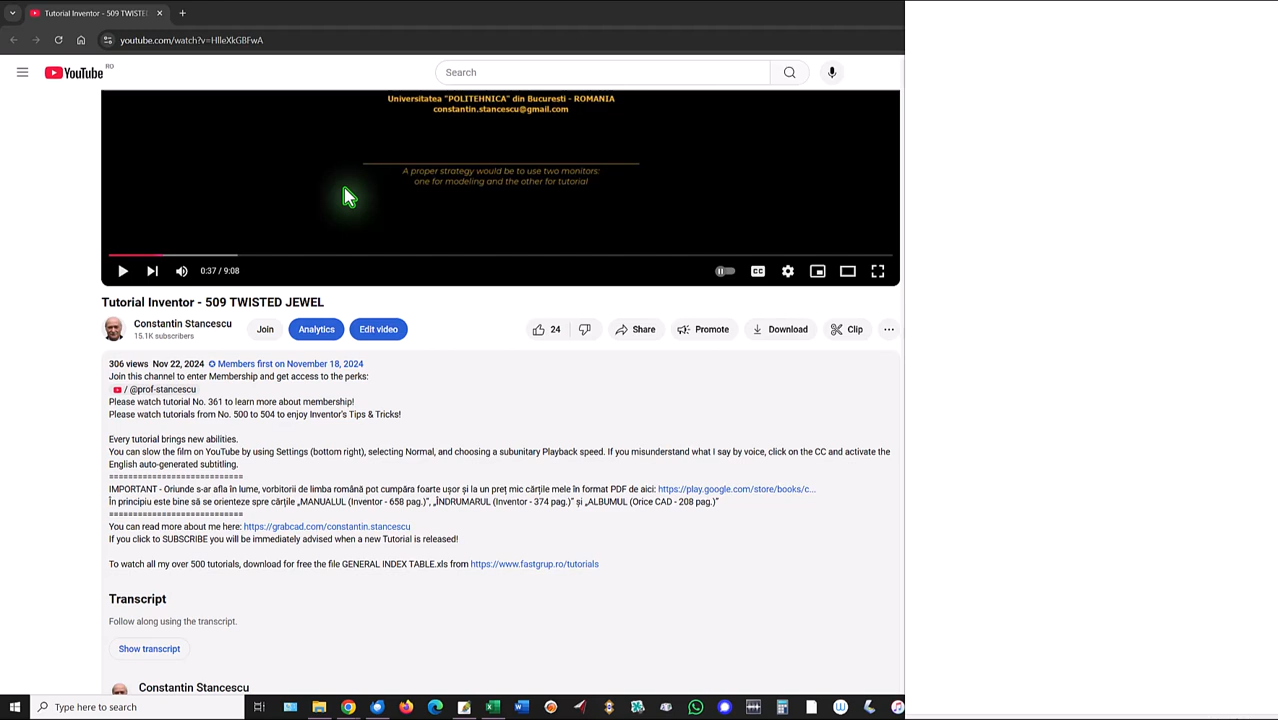 Tutorial Inventor - 509 TWISTE
youtube.com/watch?v=HlleXkGBFwA
YouTube RO
Search
Universitatea "POLITEHNICA" din Bucuresti - ROMANIA
constantin.stancescu@gmail.com
A proper strategy would be to use two monitors:
one for modeling and the other for tutorial
0:37 / 9:08
CC
Tutorial Inventor - 509 TWISTED JEWEL
Constantin Stancescu
15.1K subscribers
Join
Analytics
Edit video
24
Share
Promote
Download
Clip
306 views Nov 22, 2024 ✪ Members first on November 18, 2024
Join this channel to enter Membership and get access to the perks:
/ @prof-stancescu
Please watch tutorial No. 361 to learn more about membership!
Please watch tutorials from No. 500 to 504 to enjoy Inventor's Tips & Tricks!
Every tutorial brings new abilities.
You can slow the film on YouTube by using Settings (bottom right), selecting Normal, and choosing a subunitary Playback speed. If you misunderstand what I say by voice, click on the CC and activate the
English auto-generated subtitling.
===========================
IMPORTANT - Oriunde s-ar afla în lume, vorbitorii de limba română pot cumpăra foarte ușor și la un preț mic cărțile mele în format PDF de aici: https://play.google.com/store/books/c...
În principiu este bine să se orienteze spre cărțile „MANUALUL (Inventor - 658 pag.)”, „ÎNDRUMARUL (Inventor - 374 pag.)” și „ALBUMUL (Orice CAD - 208 pag.)”
===========================
You can read more about me here: https://grabcad.com/constantin.stancescu
If you click to SUBSCRIBE you will be immediately advised when a new Tutorial is released!
To watch all my over 500 tutorials, download for free the file GENERAL INDEX TABLE.xls from https://www.fastgrup.ro/tutorials
Transcript
Follow along using the transcript.
Show transcript
Constantin Stancescu
Type here to search